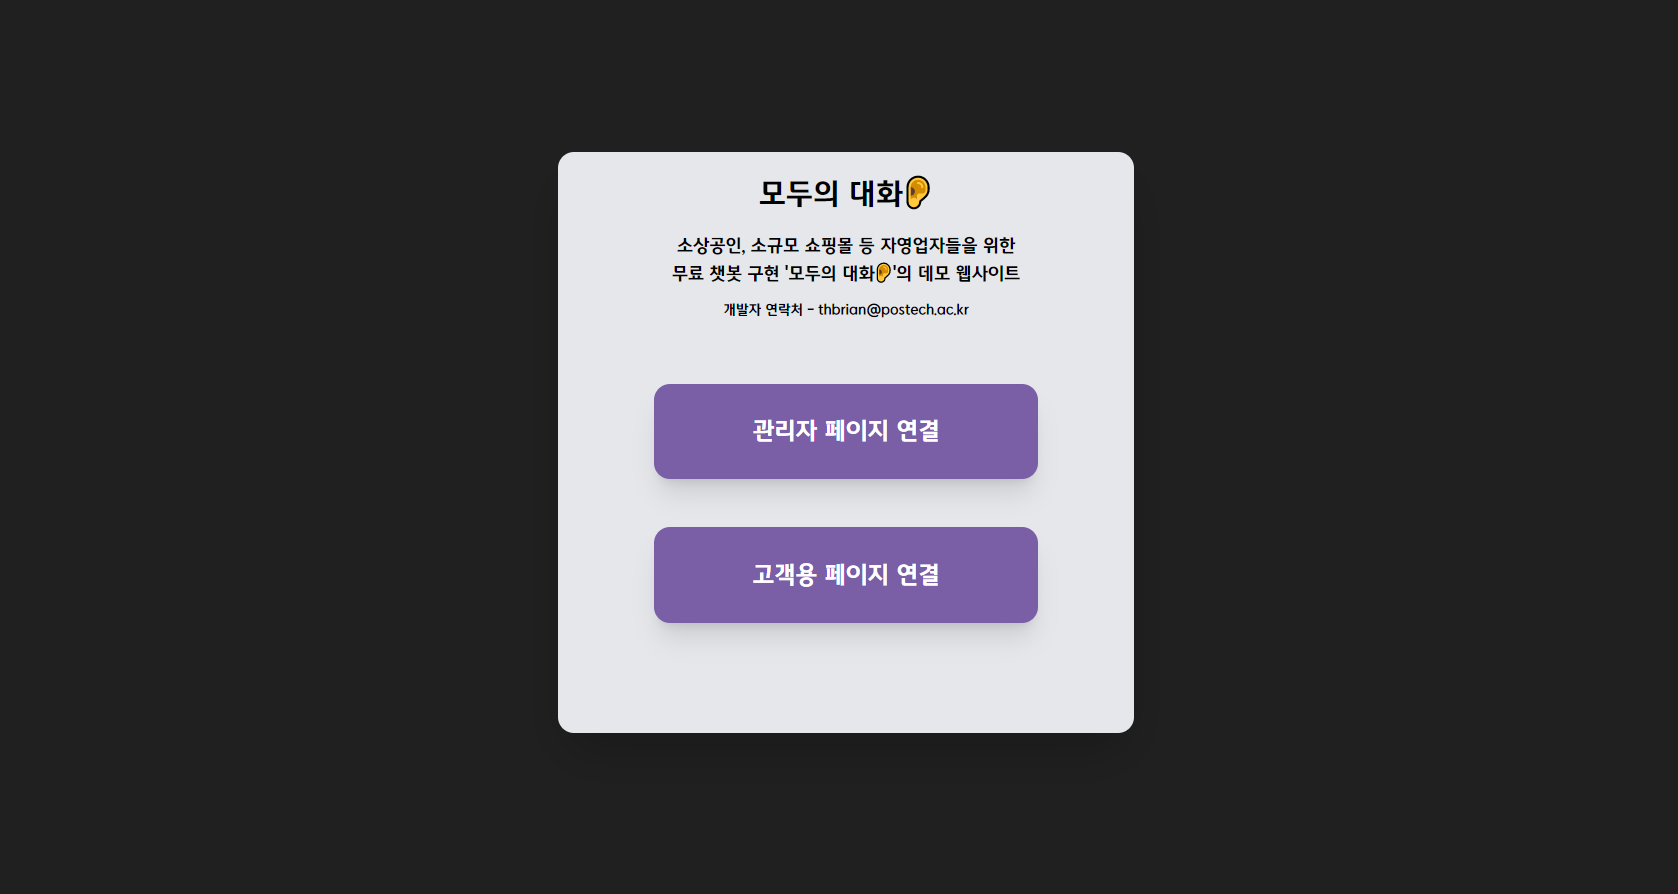 모두의 대화👂
소상공인, 소규모 쇼핑몰 등 자영업자들을 위한
무료 챗봇 구현 '모두의 대화👂'의 데모 웹사이트
개발자 연락처 - thbrian@postech.ac.kr
관리자 페이지 연결
고객용 페이지 연결